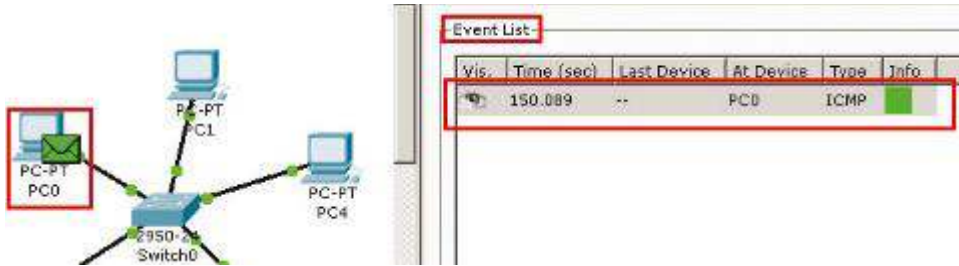 PC-PT
PC1
PC-PT
PC0
PC-PT
PC4
2950-24
Switch0
Event List
Vis. Time (sec) Last Device At Device Type Info
150.089 -- PC0 ICMP